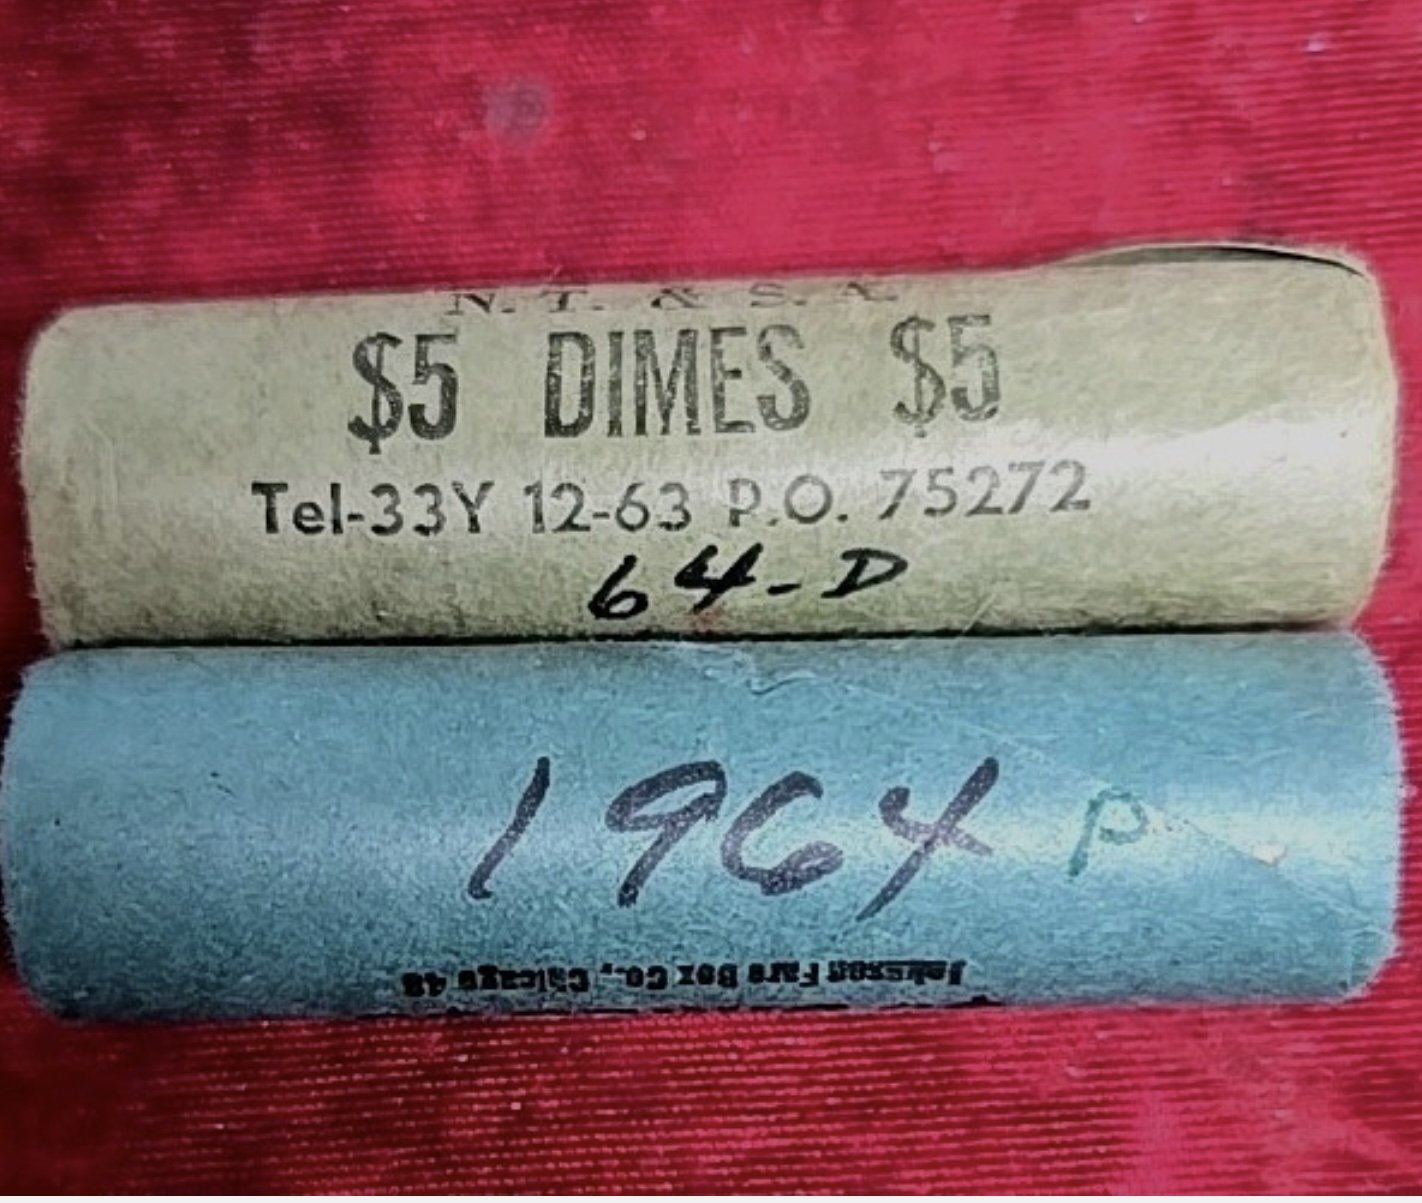 N. T. & S. A.
$5 DIMES $5
Tel-33Y 12-63 P.O. 75272
64-D
1964 P
Johnson Fare Box Co., Chicago 48